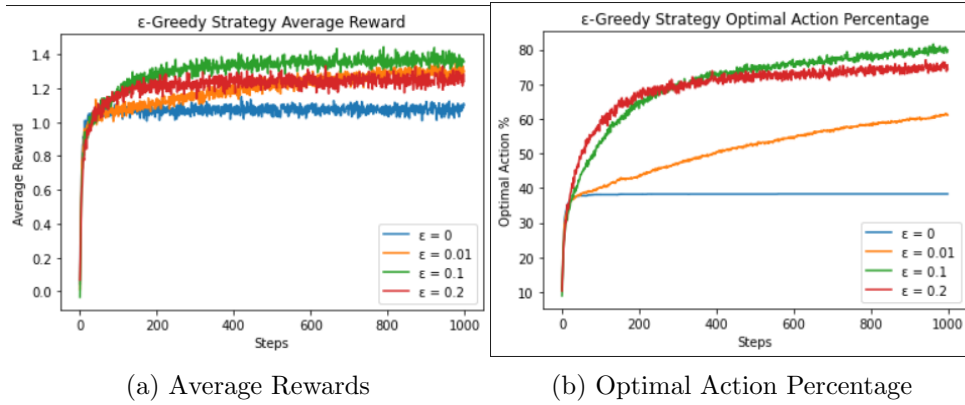 ε-Greedy Strategy Average Reward
1.4
1.2
1.0
0.8
0.6
0.4
0.2
0.0
Average Reward
0 200 400 600 800 1000
Steps
ε = 0
ε = 0.01
ε = 0.1
ε = 0.2
(a) Average Rewards
ε-Greedy Strategy Optimal Action Percentage
80
70
60
50
40
30
20
10
Optimal Action %
0 200 400 600 800 1000
Steps
ε = 0
ε = 0.01
ε = 0.1
ε = 0.2
(b) Optimal Action Percentage